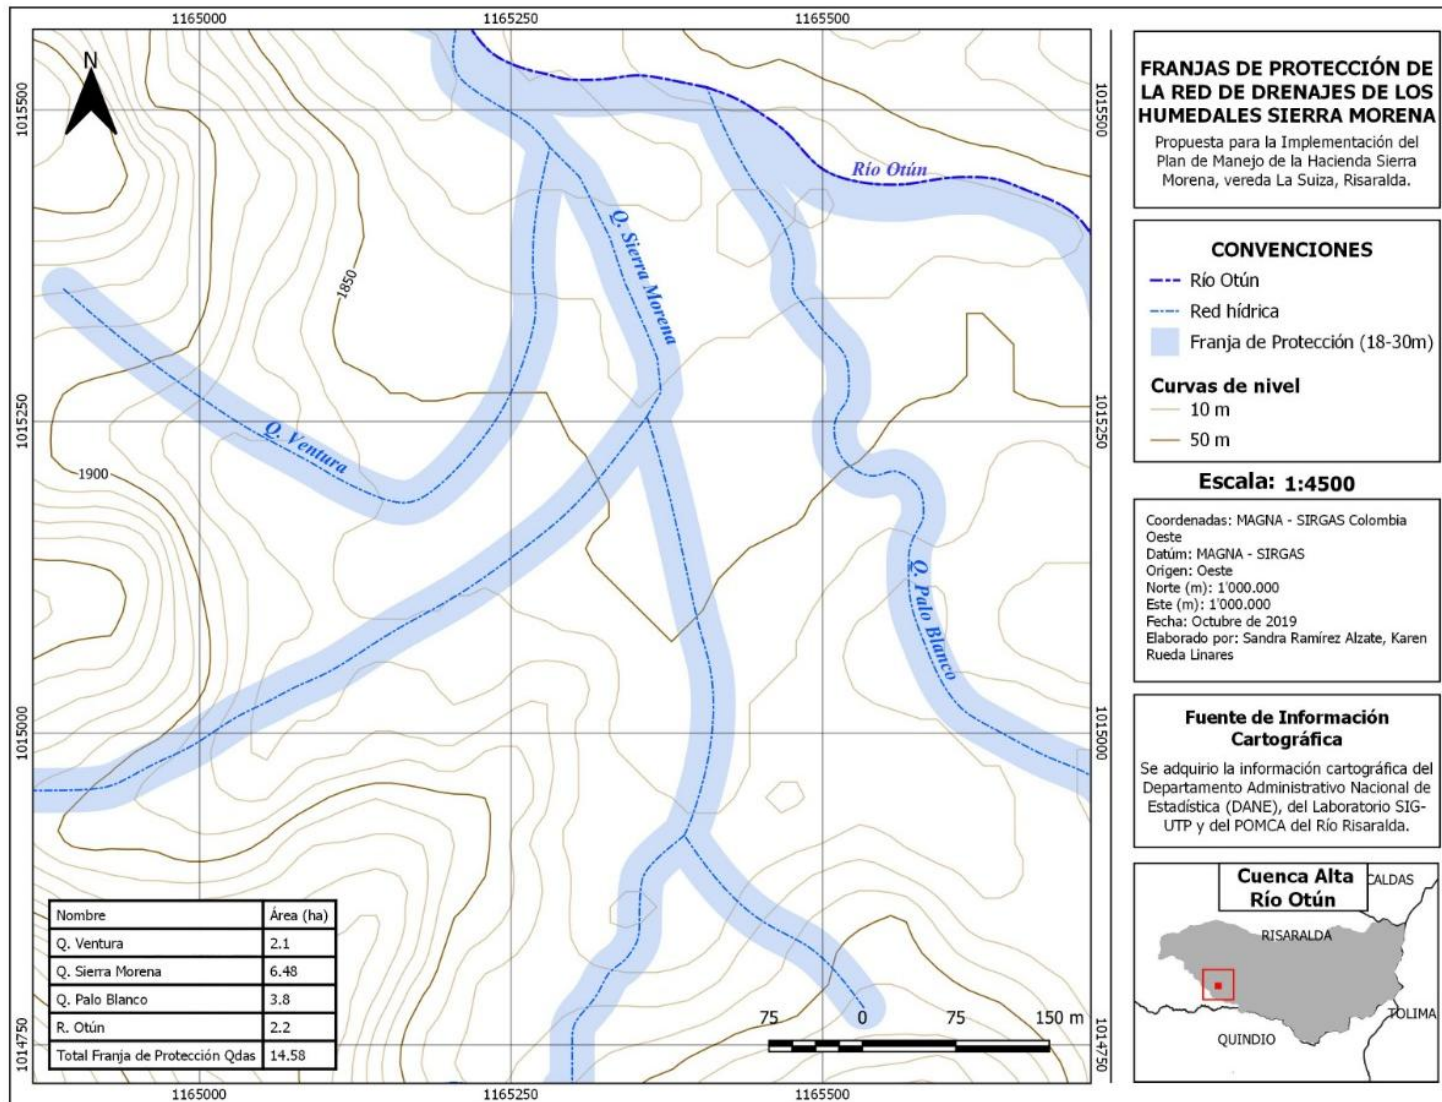 1165000
1165250
1165500
N
1015500
1015500
Río Otún
Q. Sierra Morena
1850
1015250
1015250
Q. Ventura
1900
Q. Palo Blanco
1015000
1015000
Nombre Área (ha)
Q. Ventura 2.1
Q. Sierra Morena 6.48
Q. Palo Blanco 3.8
R. Otún 2.2
Total Franja de Protección Qdas 14.58
75 0 75 150 m
1014750
1014750
1165000
1165250
1165500
FRANJAS DE PROTECCIÓN DE
LA RED DE DRENAJES DE LOS
HUMEDALES SIERRA MORENA
Propuesta para la Implementación del
Plan de Manejo de la Hacienda Sierra
Morena, vereda La Suiza, Risaralda.
CONVENCIONES
Río Otún
Red hídrica
Franja de Protección (18-30m)
Curvas de nivel
10 m
50 m
Escala: 1:4500
Coordenadas: MAGNA - SIRGAS Colombia
Oeste
Datúm: MAGNA - SIRGAS
Origen: Oeste
Norte (m): 1'000.000
Este (m): 1'000.000
Fecha: Octubre de 2019
Elaborado por: Sandra Ramírez Alzate, Karen
Rueda Linares
Fuente de Información
Cartográfica
Se adquirio la información cartográfica del
Departamento Administrativo Nacional de
Estadística (DANE), del Laboratorio SIG-
UTP y del POMCA del Río Risaralda.
Cuenca Alta
Río Otún
CALDAS
RISARALDA
TOLIMA
QUINDIO